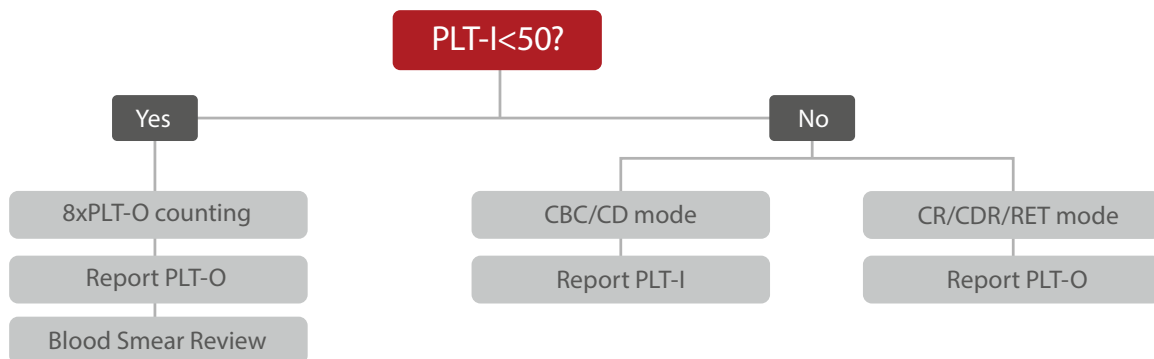 PLT-I<50?
Yes
No
8xPLT-O counting
CBC/CD mode
CR/CDR/RET mode
Report PLT-O
Report PLT-I
Report PLT-O
Blood Smear Review